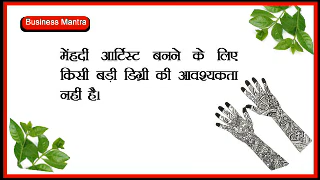 Business Mantra
मेंहदी आर्टिस्ट बनने के लिए
किसी बड़ी डिग्री की आवश्यकता
नहीं है।